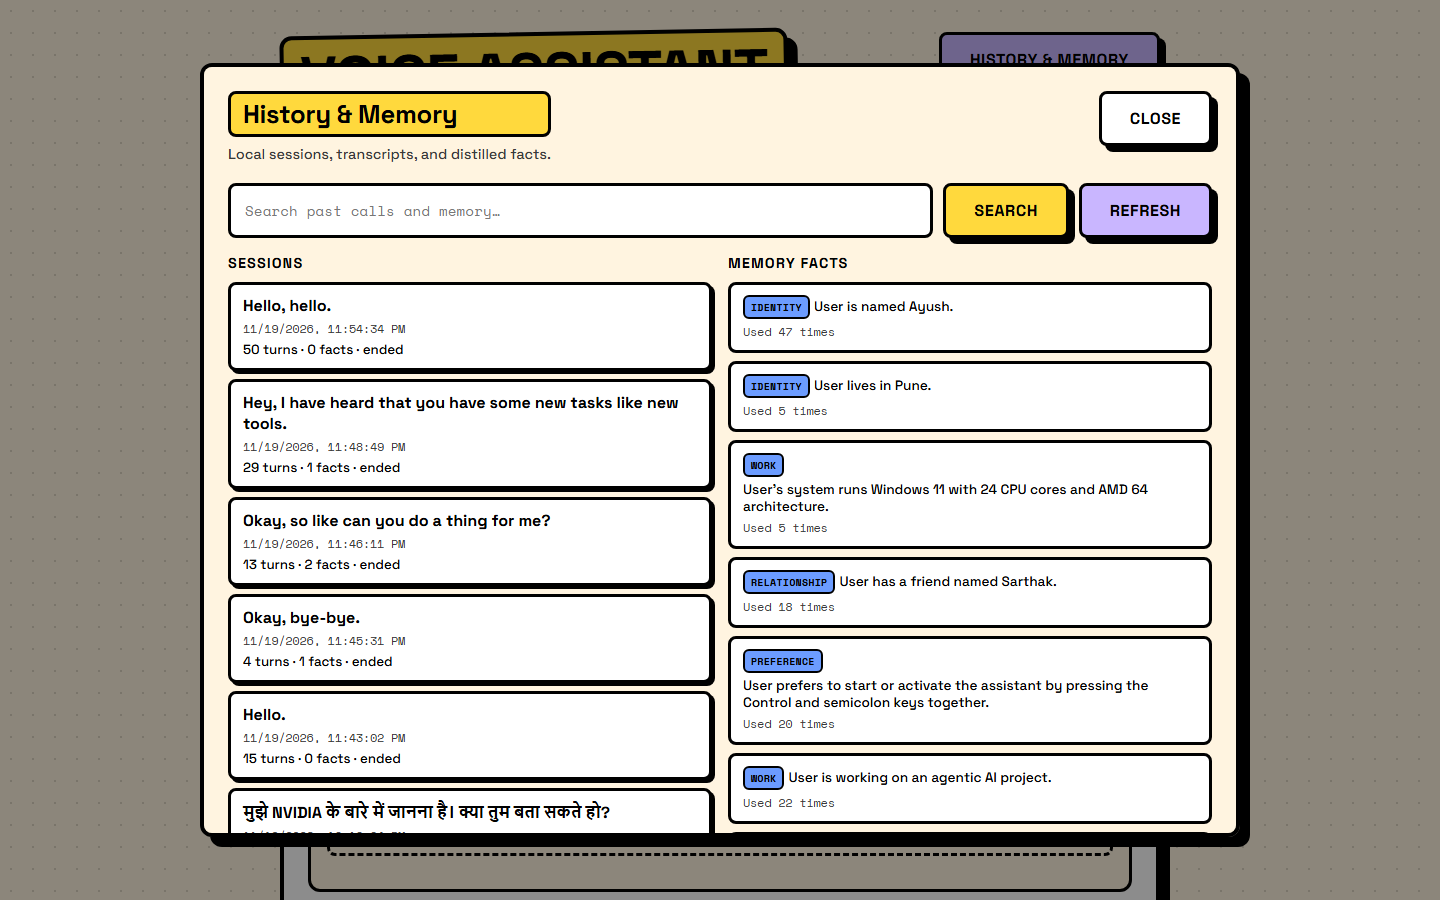 VOICE ASSISTANT
HISTORY & MEMORY
History & Memory
CLOSE
Local sessions, transcripts, and distilled facts.
Search past calls and memory…
SEARCH
REFRESH
SESSIONS
Hello, hello.
11/19/2026, 11:54:34 PM
50 turns · 0 facts · ended
Hey, I have heard that you have some new tasks like new
tools.
11/19/2026, 11:48:49 PM
29 turns · 1 facts · ended
Okay, so like can you do a thing for me?
11/19/2026, 11:46:11 PM
13 turns · 2 facts · ended
Okay, bye-bye.
11/19/2026, 11:45:31 PM
4 turns · 1 facts · ended
Hello.
11/19/2026, 11:43:02 PM
15 turns · 0 facts · ended
मुझे NVIDIA के बारे में जानना है। क्या तुम बता सकते हो?
MEMORY FACTS
IDENTITY User is named Ayush.
Used 47 times
IDENTITY User lives in Pune.
Used 5 times
WORK
User's system runs Windows 11 with 24 CPU cores and AMD 64
architecture.
Used 5 times
RELATIONSHIP User has a friend named Sarthak.
Used 18 times
PREFERENCE
User prefers to start or activate the assistant by pressing the
Control and semicolon keys together.
Used 20 times
WORK User is working on an agentic AI project.
Used 22 times